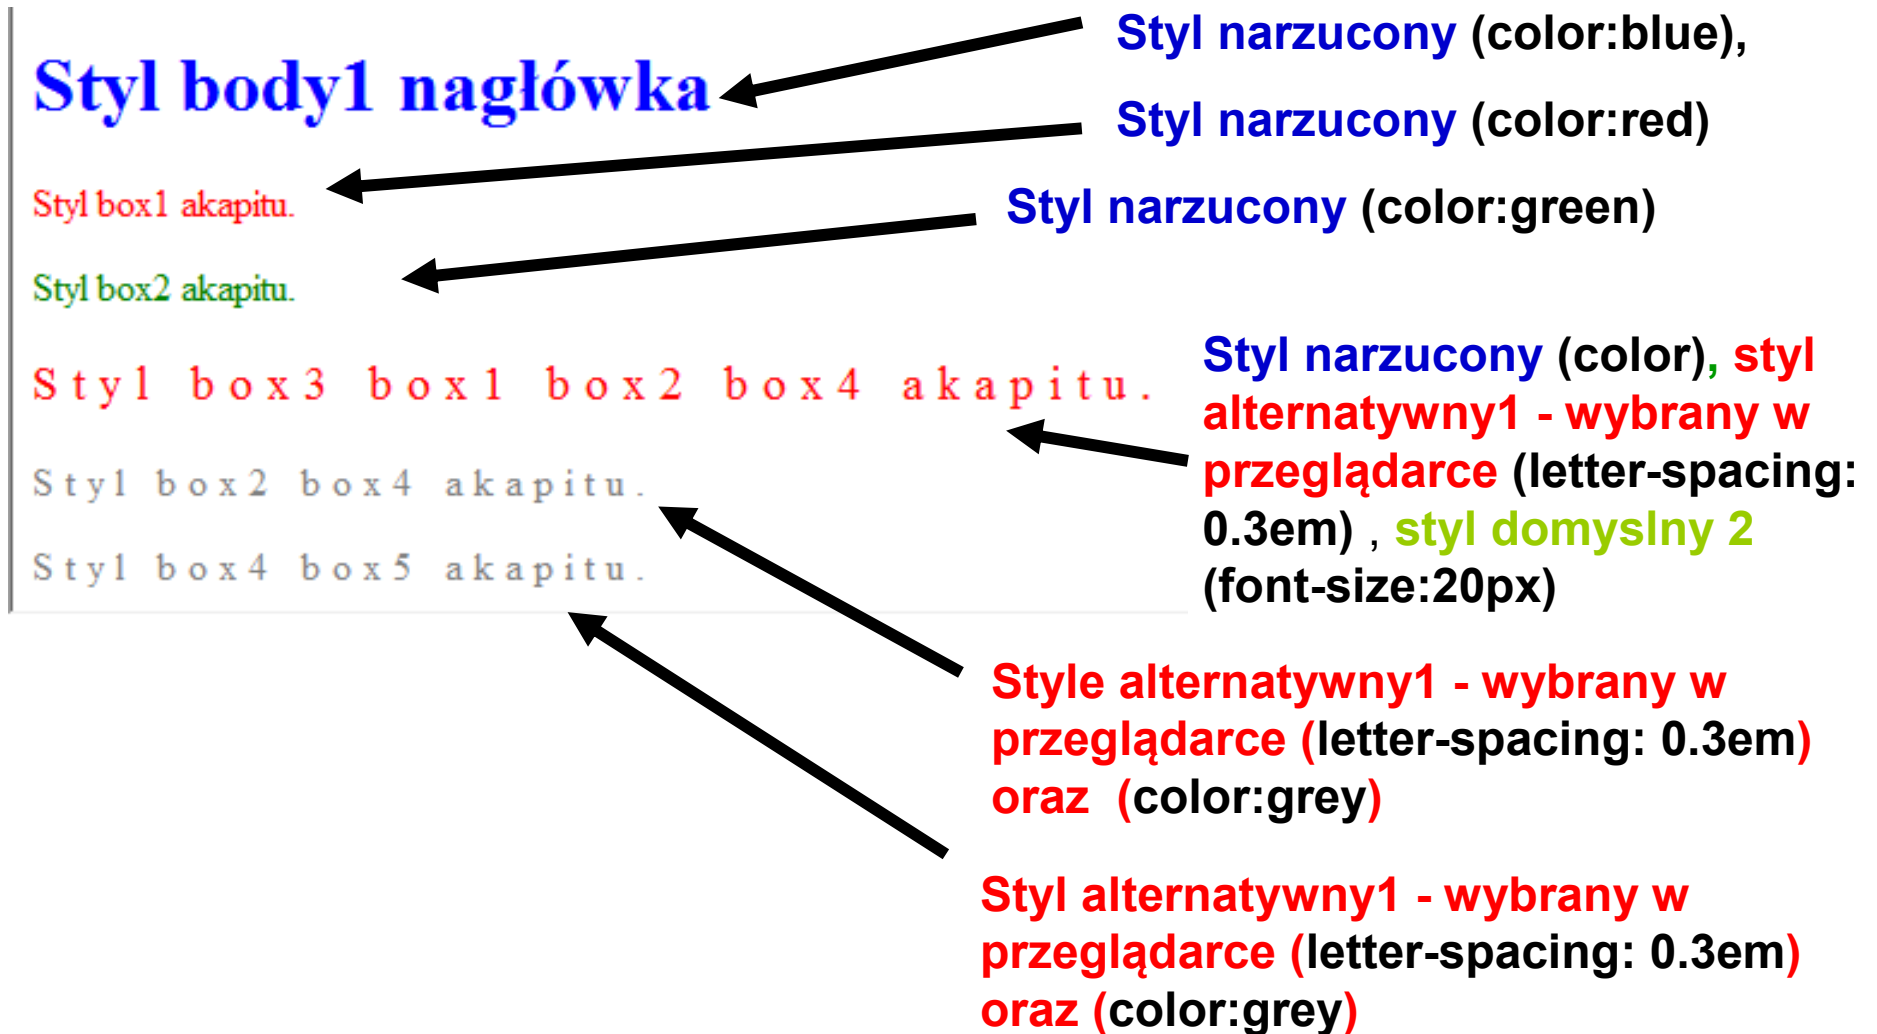 Styl body1 nagłówka
Styl box1 akapitu.
Styl box2 akapitu.
Styl box3 box1 box2 box4 akapitu.
Styl box2 box4 akapitu.
Styl box4 box5 akapitu.
Styl narzucony (color:blue),
Styl narzucony (color:red)
Styl narzucony (color:green)
Styl narzucony (color), styl
alternatywny1 - wybrany w
przeglądarce (letter-spacing:
0.3em) , styl domyslny 2
(font-size:20px)
Style alternatywny1 - wybrany w
przeglądarce (letter-spacing: 0.3em)
oraz (color:grey)
Styl alternatywny1 - wybrany w
przeglądarce (letter-spacing: 0.3em)
oraz (color:grey)